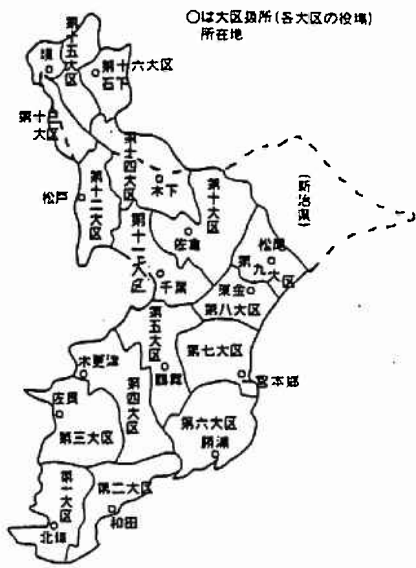 ○は大区扱所(各大区の役場)
所在地
第十五大区
境
第十六大区
石下
第十三
大区
第十四大区
木下
松戸
第十二大区
第十大区
(新治県)
第十一大区
佐倉
松尾
第九大区
千葉
東金
第八大区
第五大区
第七大区
鶴舞
宮本郷
木更津
第四大区
佐貫
第三大区
第六大区
勝浦
第一大区
第二大区
北條
和田